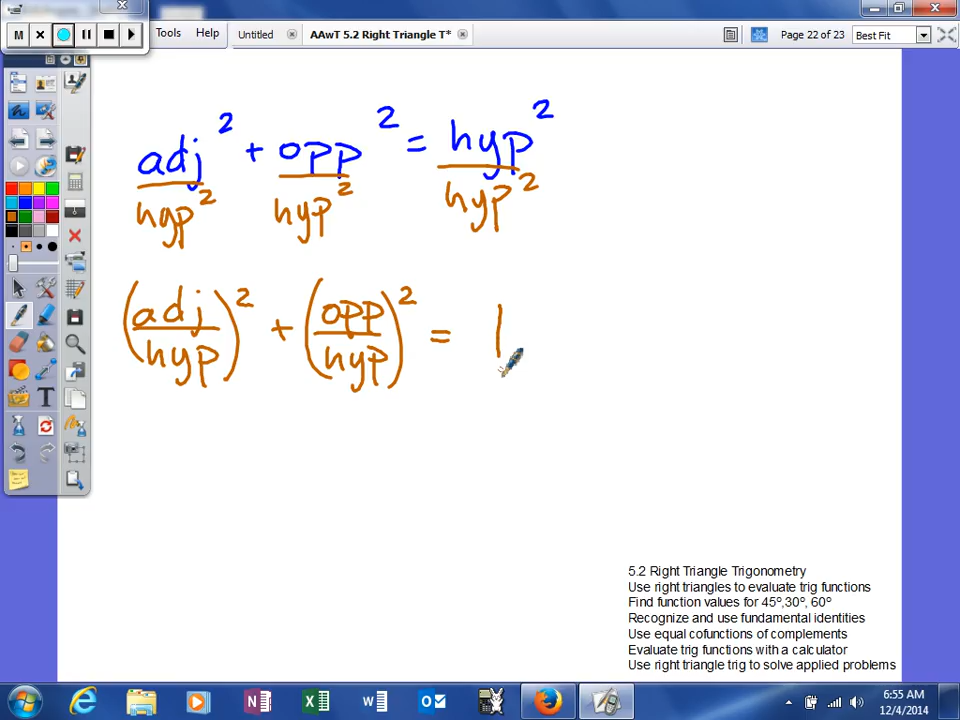 M
Tools Help Untitled AAwT 5.2 Right Triangle T* Page 22 of 23 Best Fit
adj² + opp² = hyp²
hyp² hyp² hyp²
(adj/hyp)² + (opp/hyp)² = 1
5.2 Right Triangle Trigonometry
Use right triangles to evaluate trig functions
Find function values for 45°,30°, 60°
Recognize and use fundamental identities
Use equal cofunctions of complements
Evaluate trig functions with a calculator
Use right triangle trig to solve applied problems
6:55 AM
12/4/2014